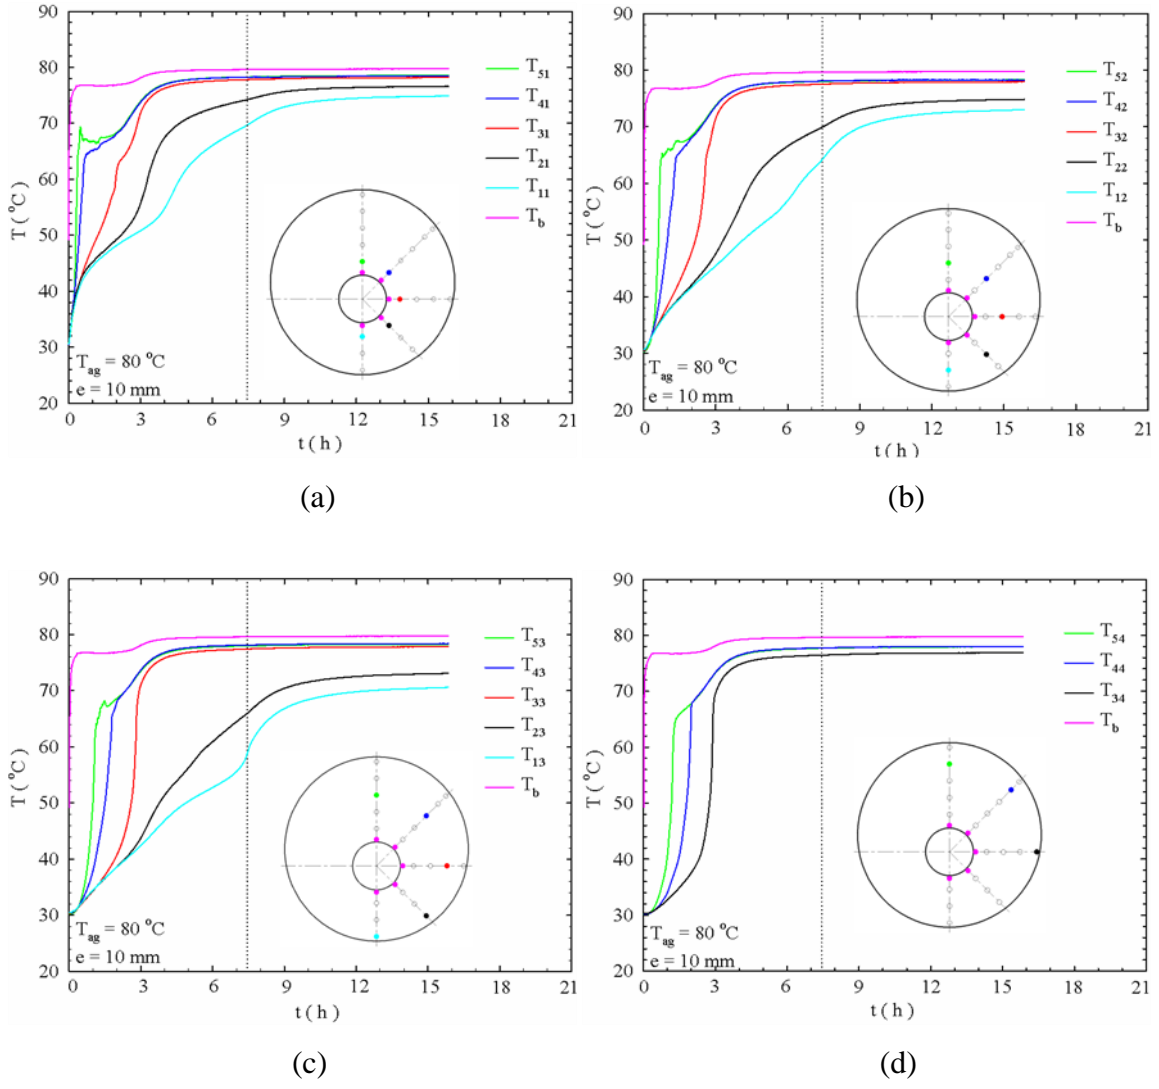 90
80
70
60
50
40
30
20
T ( °C )
T51
T41
T31
T21
T11
Tb
Tag = 80 °C
e = 10 mm
0 3 6 9 12 15 18 21
t ( h )
(a)
90
80
70
60
50
40
30
20
T ( °C )
T52
T42
T32
T22
T12
Tb
Tag = 80 °C
e = 10 mm
0 3 6 9 12 15 18 21
t ( h )
(b)
90
80
70
60
50
40
30
20
T ( °C )
T53
T43
T33
T23
T13
Tb
Tag = 80 °C
e = 10 mm
0 3 6 9 12 15 18 21
t ( h )
(c)
90
80
70
60
50
40
30
20
T ( °C )
T54
T44
T34
Tb
Tag = 80 °C
e = 10 mm
0 3 6 9 12 15 18 21
t ( h )
(d)